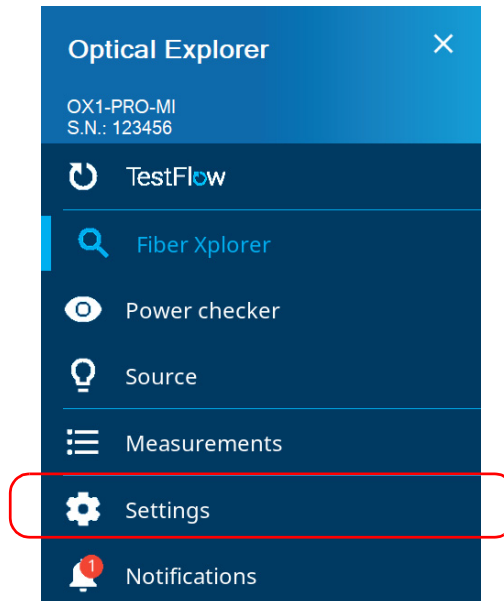 Optical Explorer
OX1-PRO-MI
S.N.: 123456
TestFlow
Fiber Xplorer
Power checker
Source
Measurements
Settings
1
Notifications